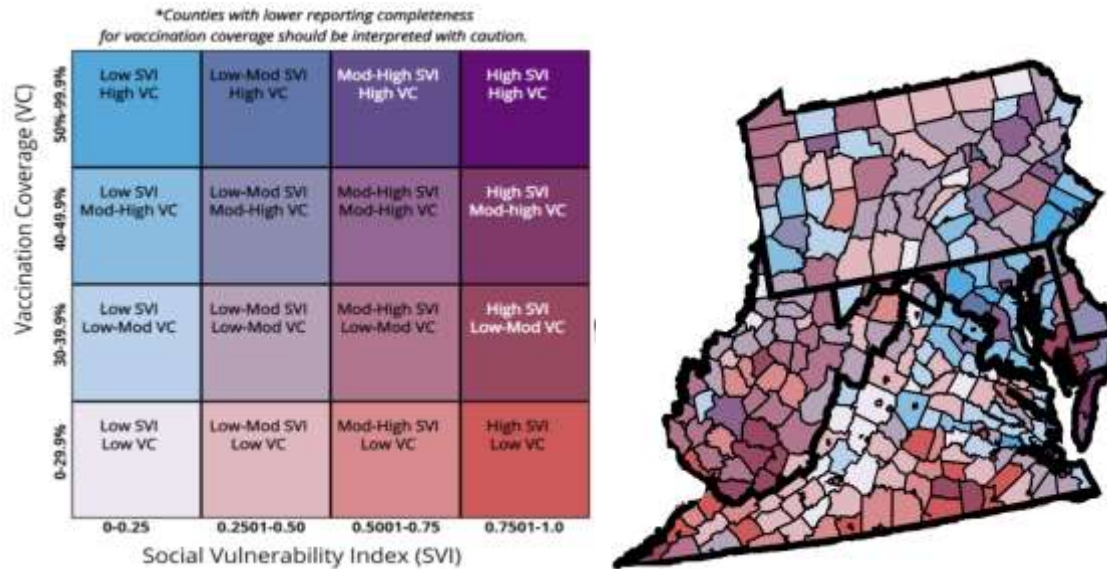 *Counties with lower reporting completeness
for vaccination coverage should be interpreted with caution.
Vaccination Coverage (VC)
50%-99.9%
Low SVI
High VC
Low-Mod SVI
High VC
Mod-High SVI
High VC
High SVI
High VC
40-49.9%
Low SVI
Mod-High VC
Low-Mod SVI
Mod-High VC
Mod-High SVI
Mod-High VC
High SVI
Mod-high VC
30-39.9%
Low SVI
Low-Mod VC
Low-Mod SVI
Low-Mod VC
Mod-High SVI
Low-Mod VC
High SVI
Low-Mod VC
0-29.9%
Low SVI
Low VC
Low-Mod SVI
Low VC
Mod-High SVI
Low VC
High SVI
Low VC
0-0.25
0.2501-0.50
0.5001-0.75
0.7501-1.0
Social Vulnerability Index (SVI)